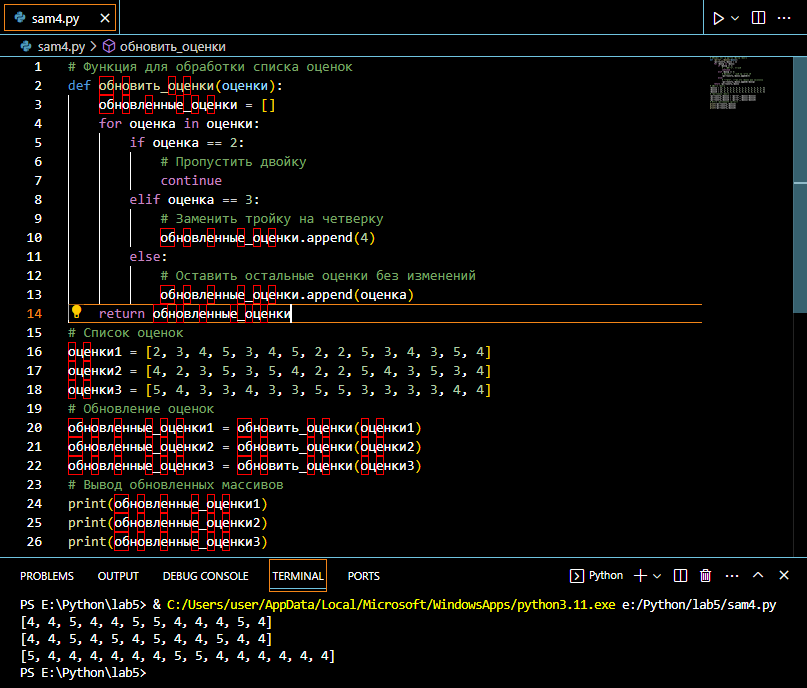 sam4.py
sam4.py > обновить_оценки
1 # Функция для обработки списка оценок
2 def обновить_оценки(оценки):
3     обновленные_оценки = []
4     for оценка in оценки:
5         if оценка == 2:
6             # Пропустить двойку
7             continue
8         elif оценка == 3:
9             # Заменить тройку на четверку
10             обновленные_оценки.append(4)
11         else:
12             # Оставить остальные оценки без изменений
13             обновленные_оценки.append(оценка)
14     return обновленные_оценки
15 # Список оценок
16 оценки1 = [2, 3, 4, 5, 3, 4, 5, 2, 2, 5, 3, 4, 3, 5, 4]
17 оценки2 = [4, 2, 3, 5, 3, 5, 4, 2, 2, 5, 4, 3, 5, 3, 4]
18 оценки3 = [5, 4, 3, 3, 4, 3, 3, 5, 5, 3, 3, 3, 3, 4, 4]
19 # Обновление оценок
20 обновленные_оценки1 = обновить_оценки(оценки1)
21 обновленные_оценки2 = обновить_оценки(оценки2)
22 обновленные_оценки3 = обновить_оценки(оценки3)
23 # Вывод обновленных массивов
24 print(обновленные_оценки1)
25 print(обновленные_оценки2)
26 print(обновленные_оценки3)
PROBLEMS OUTPUT DEBUG CONSOLE TERMINAL PORTS Python
PS E:\Python\lab5> & C:/Users/user/AppData/Local/Microsoft/WindowsApps/python3.11.exe e:/Python/lab5/sam4.py
[4, 4, 5, 4, 4, 5, 5, 4, 4, 4, 5, 4]
[4, 4, 5, 4, 5, 4, 5, 4, 4, 5, 4, 4]
[5, 4, 4, 4, 4, 4, 4, 5, 5, 4, 4, 4, 4, 4, 4]
PS E:\Python\lab5>